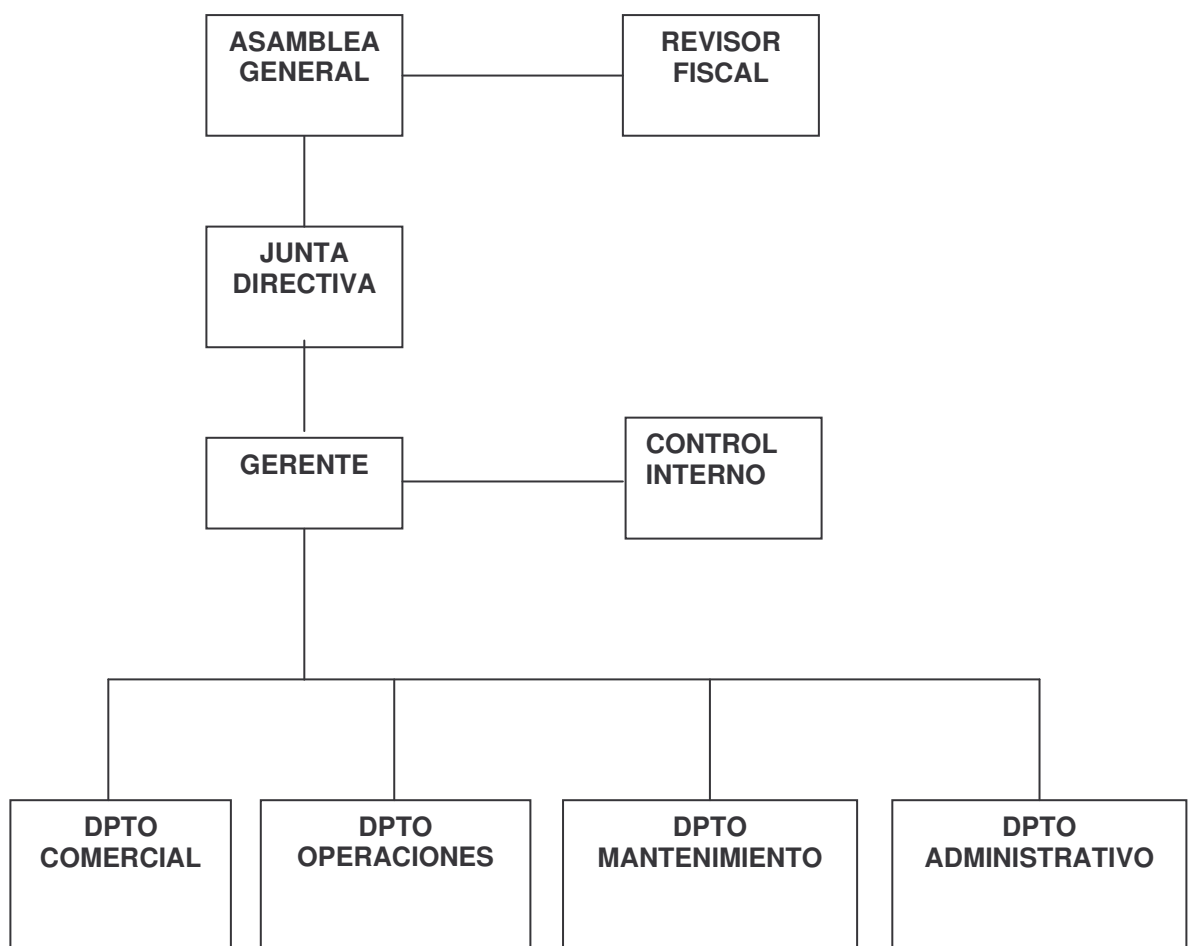 ASAMBLEA
GENERAL
REVISOR
FISCAL
JUNTA
DIRECTIVA
GERENTE
CONTROL
INTERNO
DPTO
COMERCIAL
DPTO
OPERACIONES
DPTO
MANTENIMIENTO
DPTO
ADMINISTRATIVO